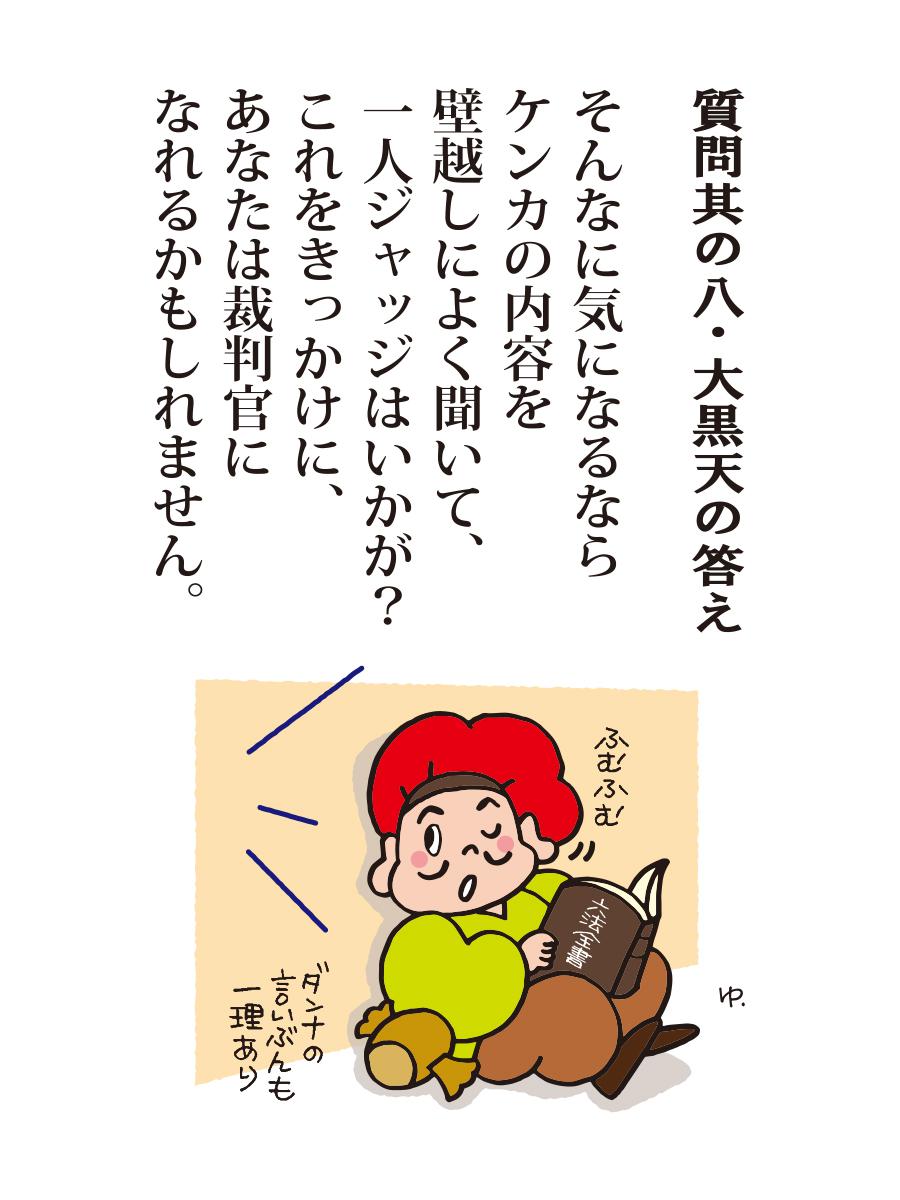 質問其の八・大黒天の答え
そんなに気になるなら
ケンカの内容を
壁越しによく聞いて、
一人ジャッジはいかが？
これをきっかけに、
あなたは裁判官に
なれるかもしれません。
ふむふむ
六法全書
ダンナの
言いぶんも
一理あり
ゆ.